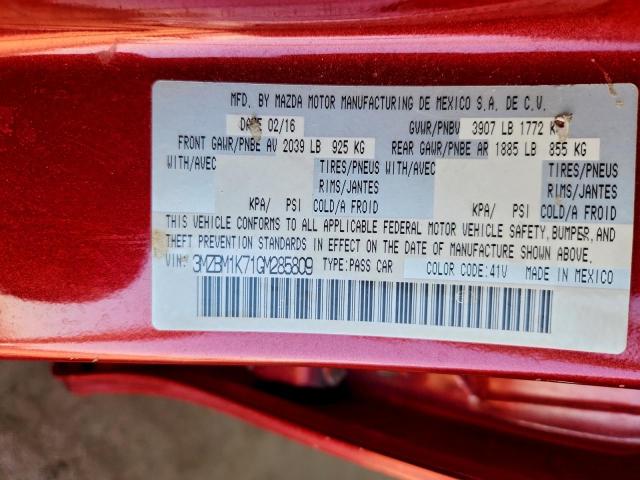 MFD. BY MAZDA MOTOR MANUFACTURING DE MEXICO S.A. DE C.V.
DATE 02/16 GVWR/PNBV 3907 LB 1772 KG
FRONT GAWR/PNBE AV 2039 LB 925 KG REAR GAWR/PNBE AR 1885 LB 855 KG
WITH/AVEC TIRES/PNEUS WITH/AVEC TIRES/PNEUS
RIMS/JANTES RIMS/JANTES
KPA/ PSI COLD/A FROID KPA/ PSI COLD/A FROID
THIS VEHICLE CONFORMS TO ALL APPLICABLE FEDERAL MOTOR VEHICLE SAFETY, BUMPER, AND
THEFT PREVENTION STANDARDS IN EFFECT ON THE DATE OF MANUFACTURE SHOWN ABOVE.
VIN: 3MZBM1K71GM285809 TYPE:PASS CAR COLOR CODE:41V MADE IN MEXICO